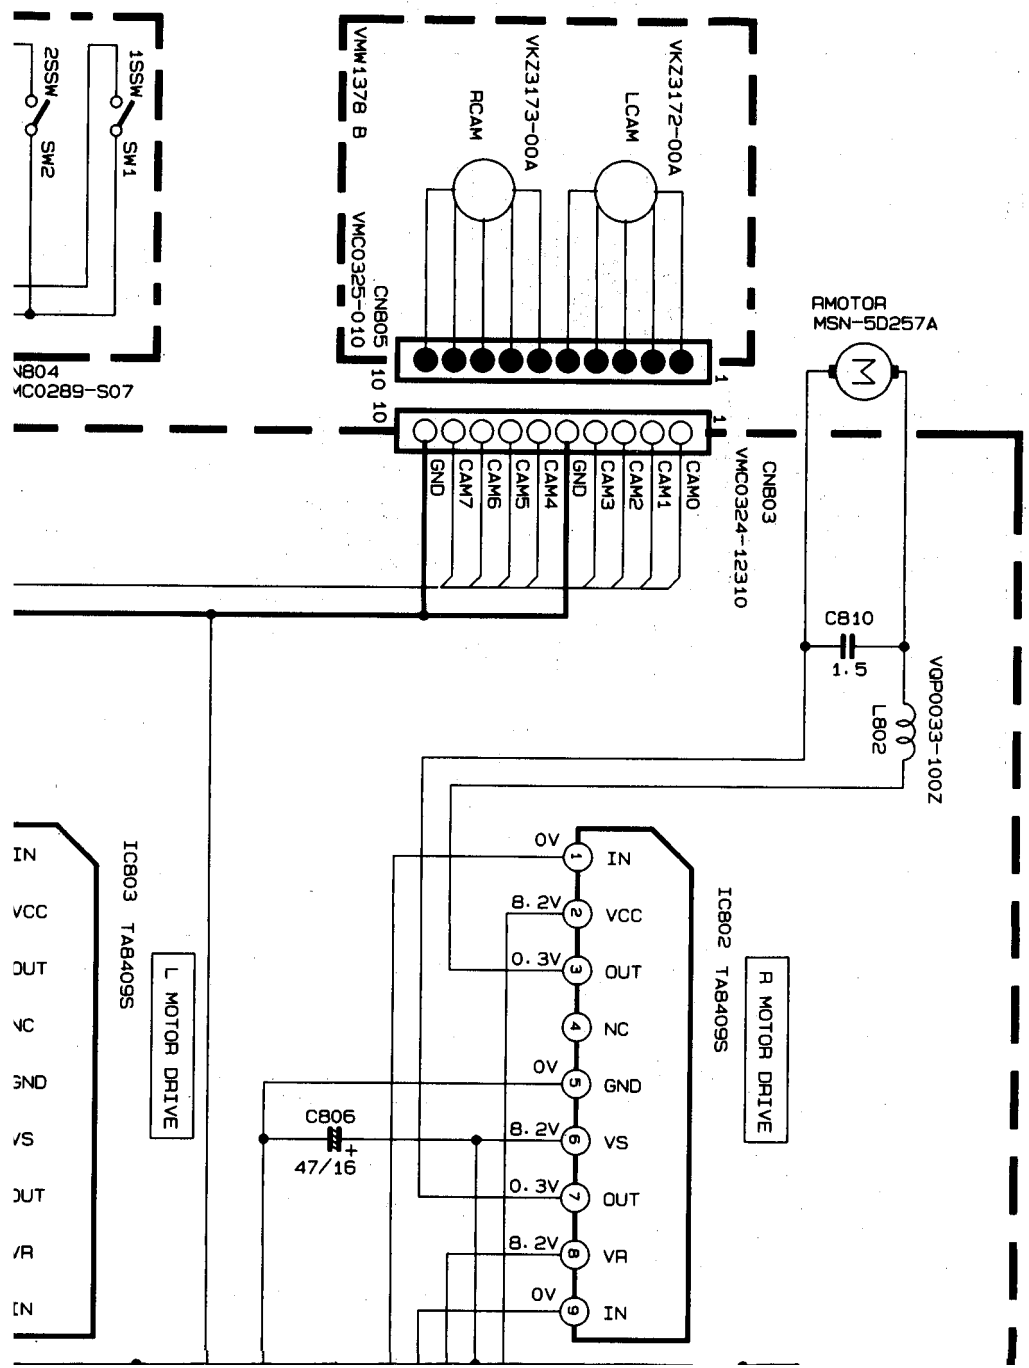 2SSW
SW2
1SSW
SW1
VMW1378 B
VMC0325-010
CN805
RCAM
VKZ3173-00A
LCAM
VKZ3172-00A
10
1
10
1
N804
MC0289-S07
RMOTOR
MSN-5D257A
M
CN803
VMC0324-12310
GND
CAM7
CAM6
CAM5
CAM4
GND
CAM3
CAM2
CAM1
CAM0
C810
1.5
L802
VQP0033-100Z
IC803 TA8409S
L MOTOR DRIVE
IN
VCC
OUT
NC
GND
VS
OUT
VR
IN
0V 1 IN
8.2V 2 VCC
0.3V 3 OUT
4 NC
0V 5 GND
8.2V 6 VS
0.3V 7 OUT
8.2V 8 VR
0V 9 IN
C806
+
47/16
IC802 TA8409S
R MOTOR DRIVE